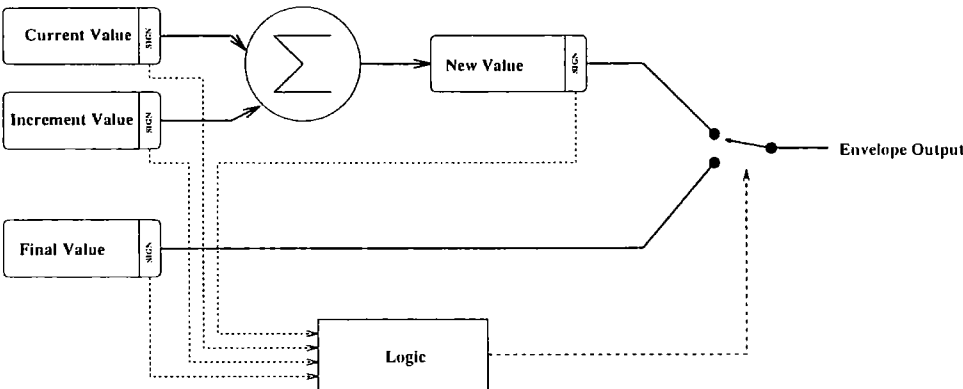 Current Value
SIGN
Increment Value
SIGN
New Value
SIGN
Envelope Output
Final Value
SIGN
Logic